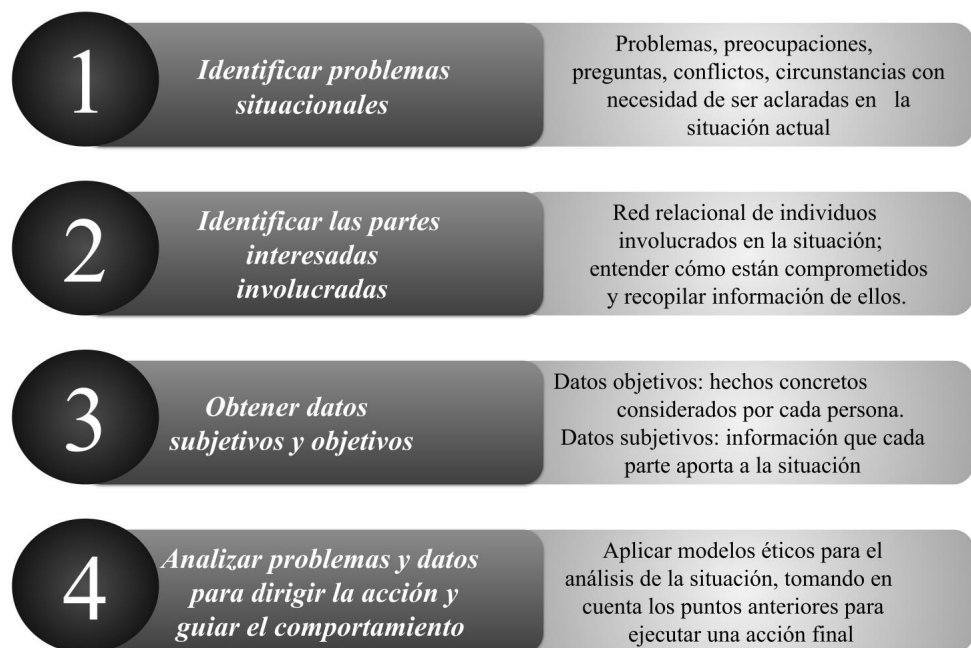 1
Identificar problemas
situacionales
Problemas, preocupaciones,
preguntas, conflictos, circunstancias con
necesidad de ser aclaradas en la
situación actual
2
Identificar las partes
interesadas
involucradas
Red relacional de individuos
involucrados en la situación;
entender cómo están comprometidos
y recopilar información de ellos.
3
Obtener datos
subjetivos y objetivos
Datos objetivos: hechos concretos
considerados por cada persona.
Datos subjetivos: información que cada
parte aporta a la situación
4
Analizar problemas y datos
para dirigir la acción y
guiar el comportamiento
Aplicar modelos éticos para el
análisis de la situación, tomando en
cuenta los puntos anteriores para
ejecutar una acción final